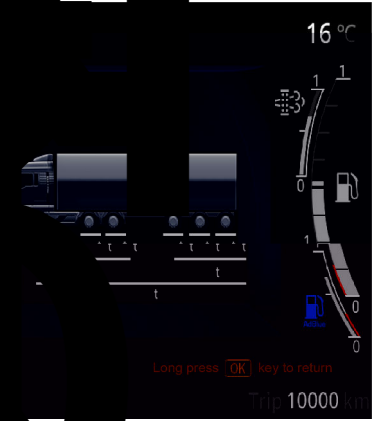 16 °C
1
1
0
t t t t t
1
t
0
t
AdBlue
0
Long press OK key to return
Trip 10000 km